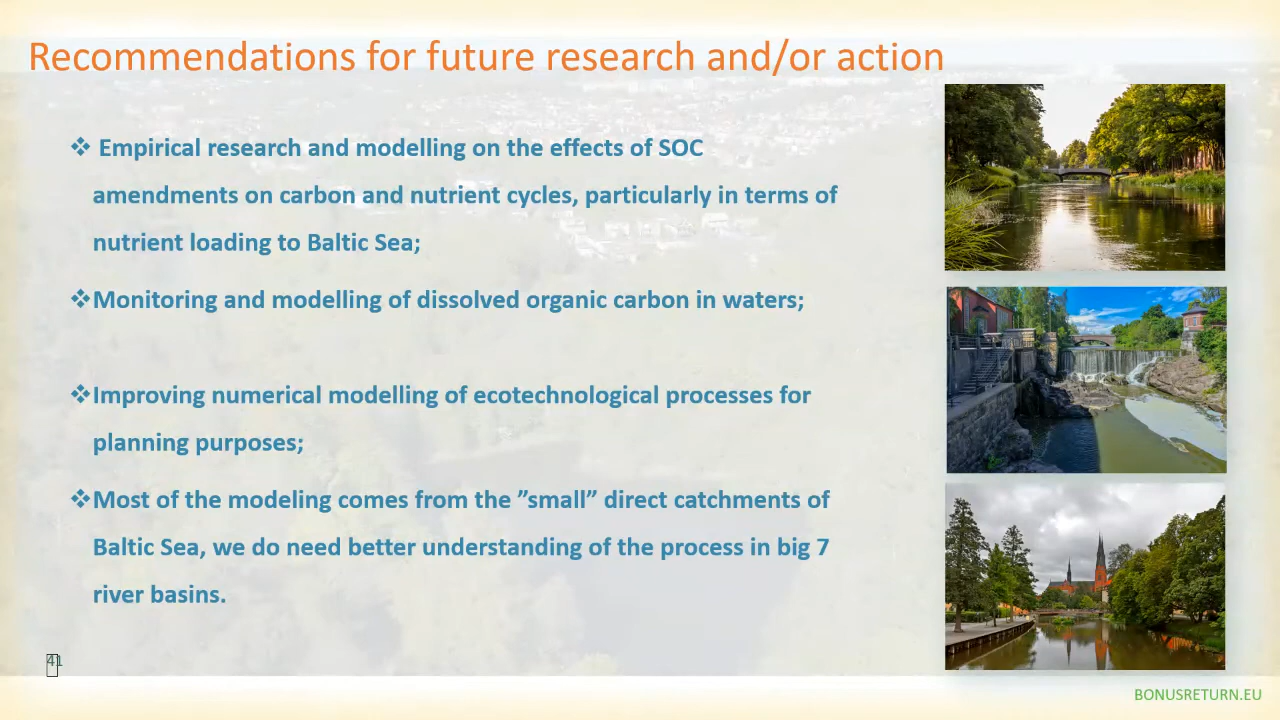 Recommendations for future research and/or action
❖ Empirical research and modelling on the effects of SOC
amendments on carbon and nutrient cycles, particularly in terms of
nutrient loading to Baltic Sea;
❖Monitoring and modelling of dissolved organic carbon in waters;
❖Improving numerical modelling of ecotechnological processes for
planning purposes;
❖Most of the modeling comes from the ”small” direct catchments of
Baltic Sea, we do need better understanding of the process in big 7
river basins.
41
BONUSRETURN.EU